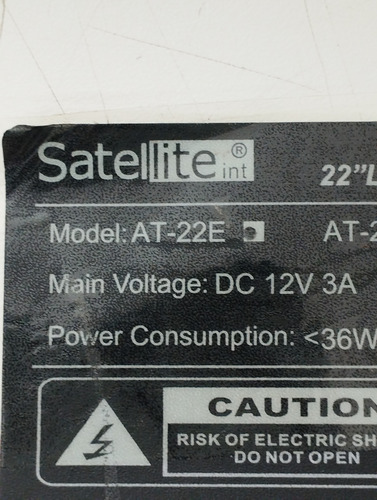 Satellite int ®
22"L
Model: AT-22E AT-2
Main Voltage: DC 12V 3A
Power Consumption: <36W
CAUTION
RISK OF ELECTRIC SH
DO NOT OPEN